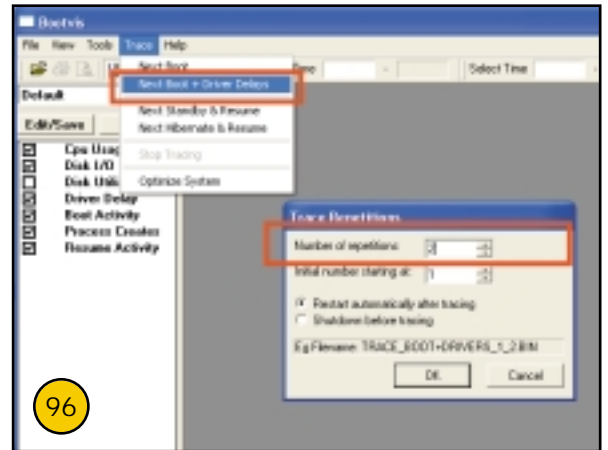 Bootvis
File View Tools Trace Help
Next Boot
Next Boot + Driver Delays
Next Standby & Resume
Next Hibernate & Resume
Stop Tracing
Optimize System
Select Time
Default
Edit/Save
Cpu Usag
Disk I/O
Disk Utili
Driver Delay
Boot Activity
Process Creates
Resume Activity
Trace Repetitions
Number of repetitions: 2
Initial number starting at: 1
Restart automatically after tracing
Shutdown before tracing
Eg Filename: TRACE_BOOT+DRIVERS_1_2.BIN
OK Cancel
96